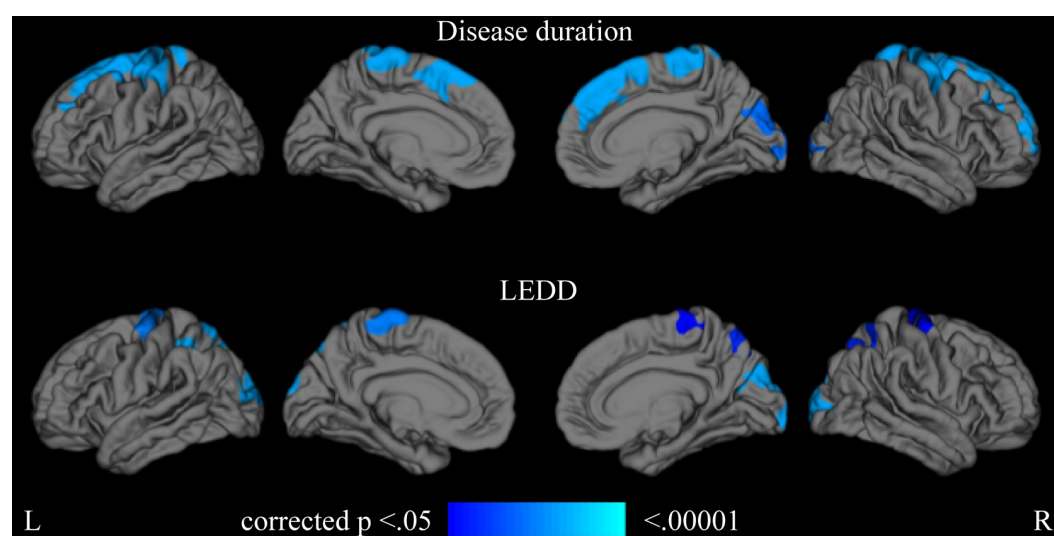 Disease duration
LEDD
L corrected p <.05 <.00001 R